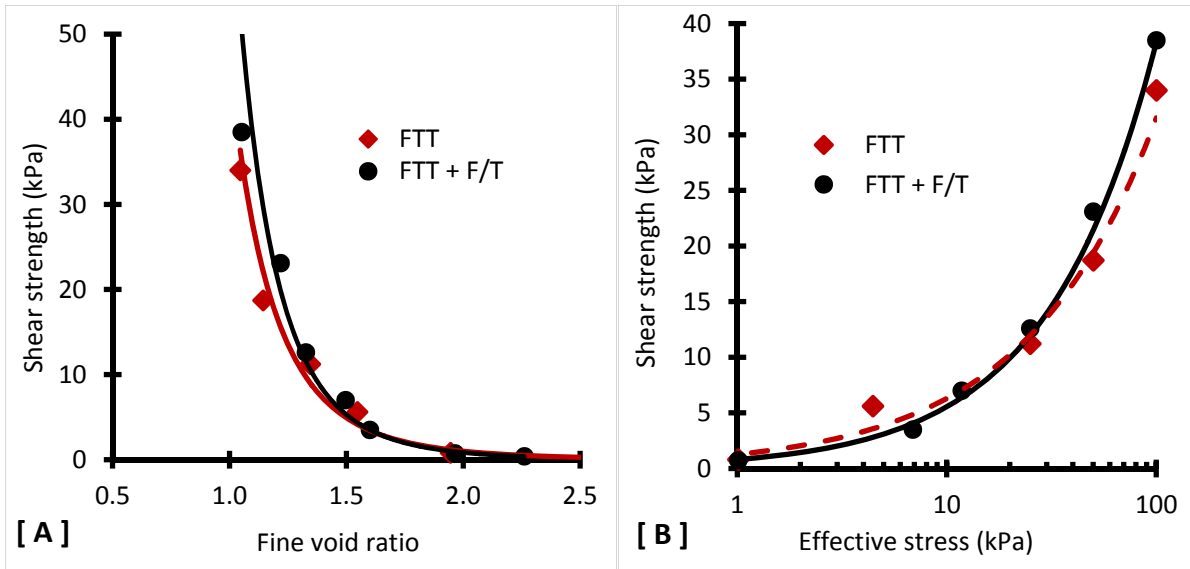 50
40
30
20
10
0
0.5
1.0
1.5
2.0
2.5
Shear strength (kPa)
Fine void ratio
FTT
FTT + F/T
[ A ]
40
35
30
25
20
15
10
5
0
1
10
100
Shear strength (kPa)
Effective stress (kPa)
FTT
FTT + F/T
[ B ]